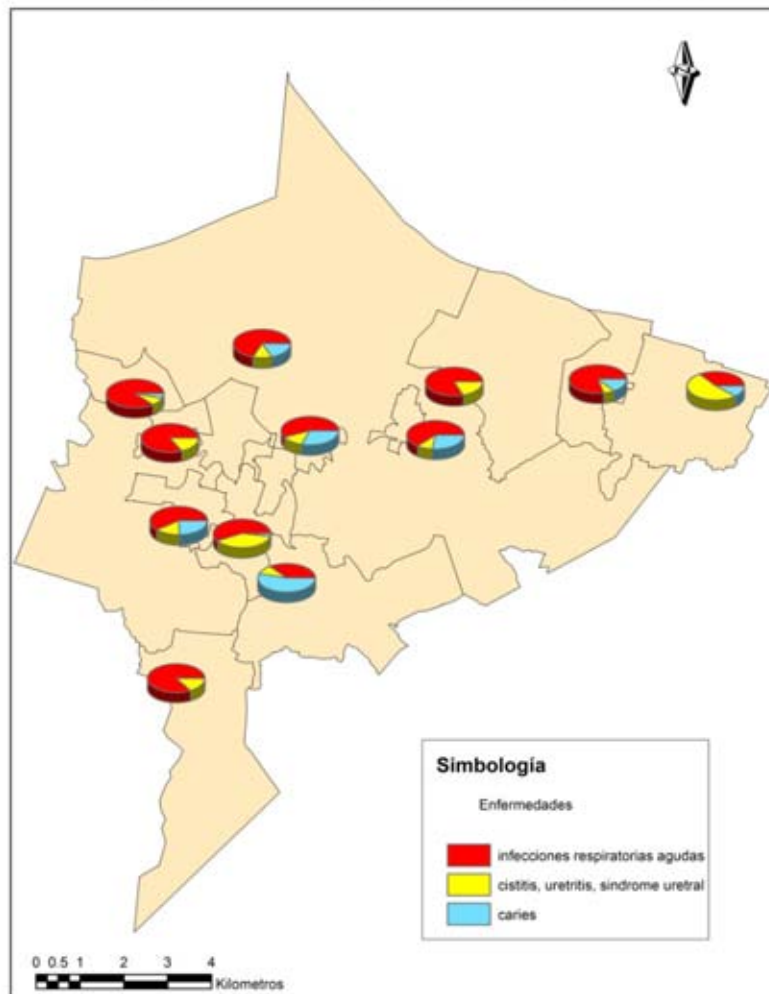 Simbología
Enfermedades
infecciones respiratorias agudas
cistitis, uretritis, sindrome uretral
caries
0 0.5 1 2 3 4
Kilometros